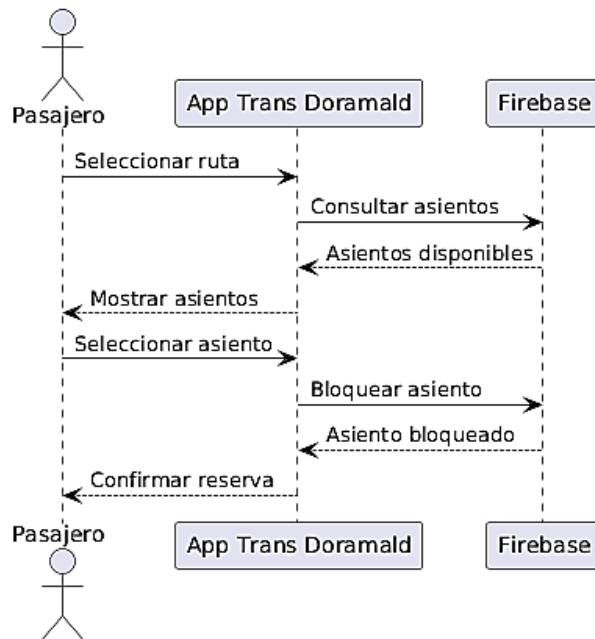 Pasajero
App Trans Doramald
Firebase
Seleccionar ruta
Consultar asientos
Asientos disponibles
Mostrar asientos
Seleccionar asiento
Bloquear asiento
Asiento bloqueado
Confirmar reserva
Pasajero
App Trans Doramald
Firebase